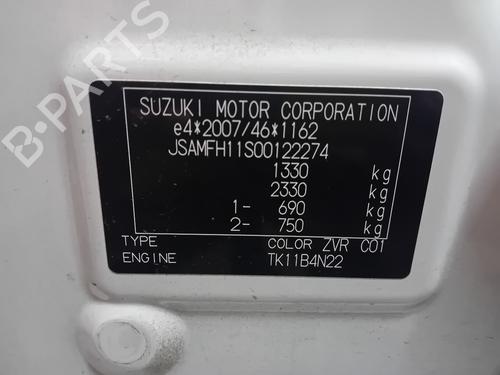 B-PARTS
SUZUKI MOTOR CORPORATION
e4*2007/46*1162
JSAMFH11S00122274
1330 kg
2330 kg
1- 690 kg
2- 750 kg
TYPE COLOR ZVR C01
ENGINE TK11B4N22